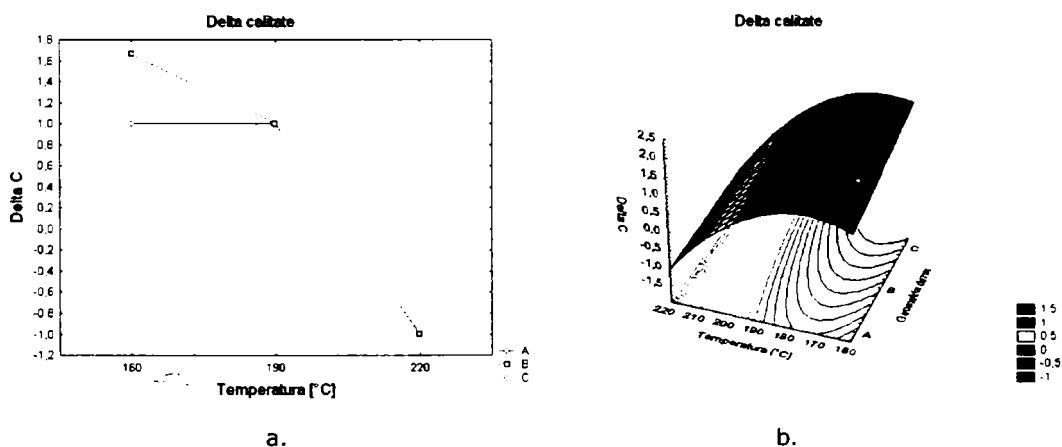 Delta calitate
1.8
1.6
1.4
1.2
1.0
0.8
0.6
0.4
0.2
0.0
-0.2
-0.4
-0.6
-0.8
-1.0
-1.2
Delta C
160
190
220
Temperatura [°C]
A
B
C
a.
Delta calitate
2,5
2,0
1,5
1,0
0,5
0,0
-0,5
-1,0
-1,5
Delta C
220
210
200
190
180
170
160
Temperatura [°C]
A
B
C
1,5
1
0,5
0
-0,5
-1
b.